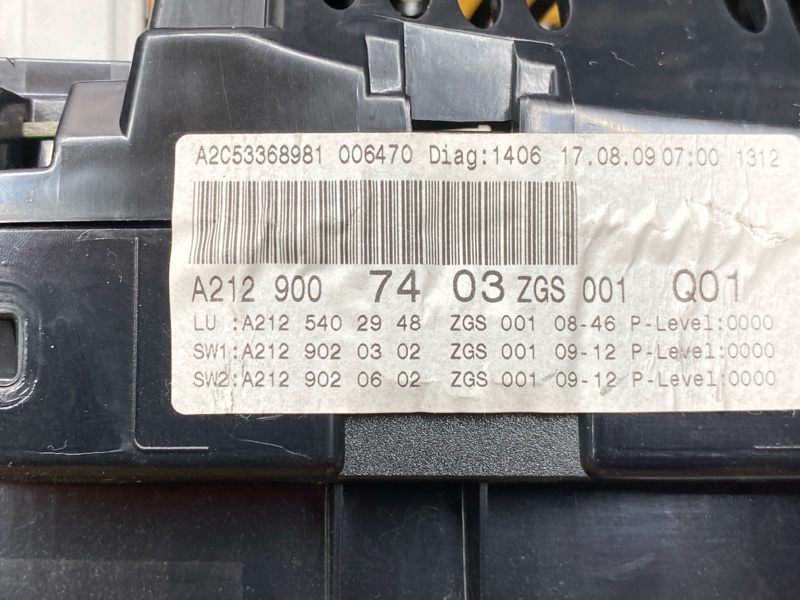 A2C53368981 006470 Diag:1406 17.08.09 07:00 1312
A212 900 74 03 ZGS 001 Q01
LU :A212 540 29 48 ZGS 001 08-46 P-Level:0000
SW1:A212 902 03 02 ZGS 001 09-12 P-Level:0000
SW2:A212 902 06 02 ZGS 001 09-12 P-Level:0000